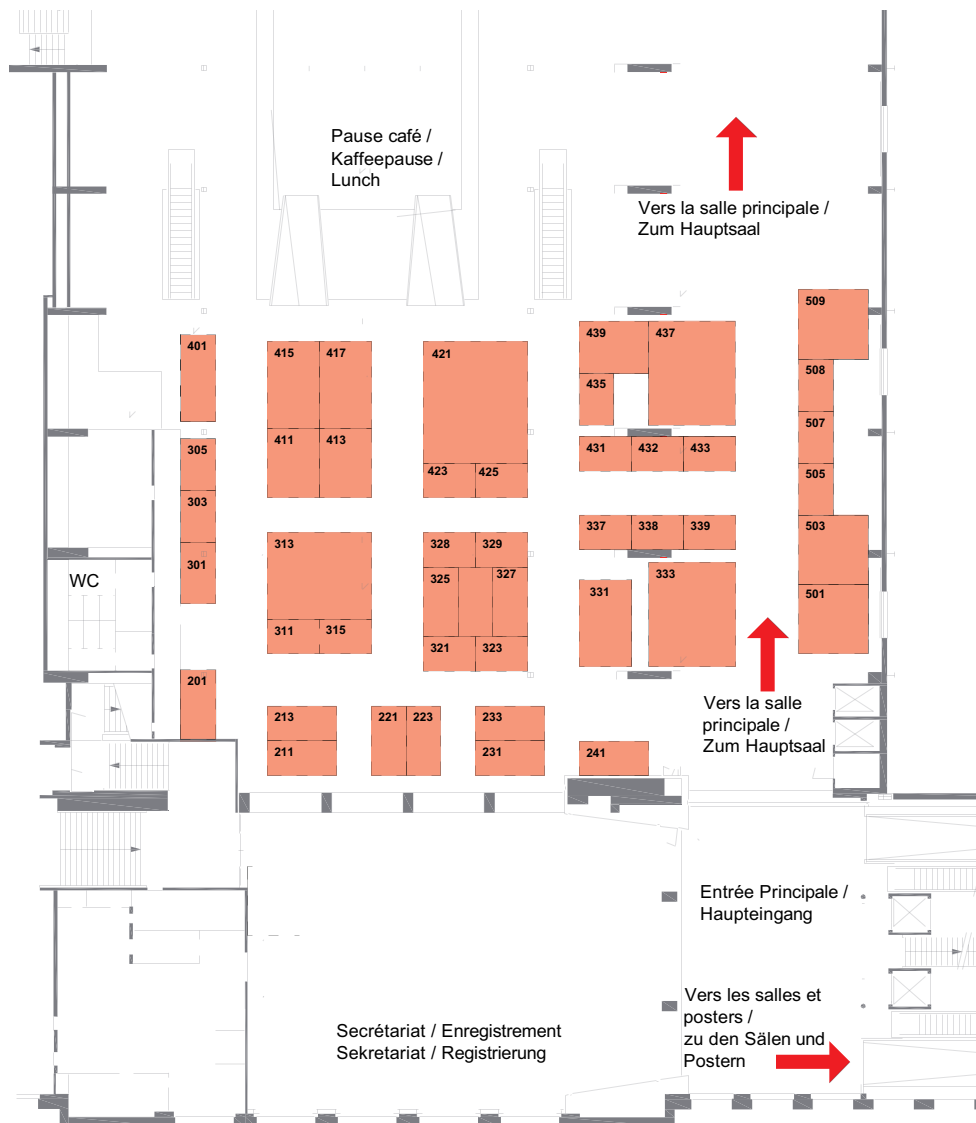 Pause café /
Kaffeepause /
Lunch
Vers la salle principale /
Zum Hauptsaal
509
439
437
401
415
417
421
508
435
507
411
413
305
431
432
433
423
425
505
303
503
337
338
339
313
328
329
301
WC
325
327
333
331
501
311
315
321
323
201
Vers la salle
principale /
Zum Hauptsaal
213
221
223
233
211
231
241
Entrée Principale /
Haupteingang
Vers les salles et
posters /
zu den Sälen und
Postern
Secrétariat / Enregistrement
Sekretariat / Registrierung